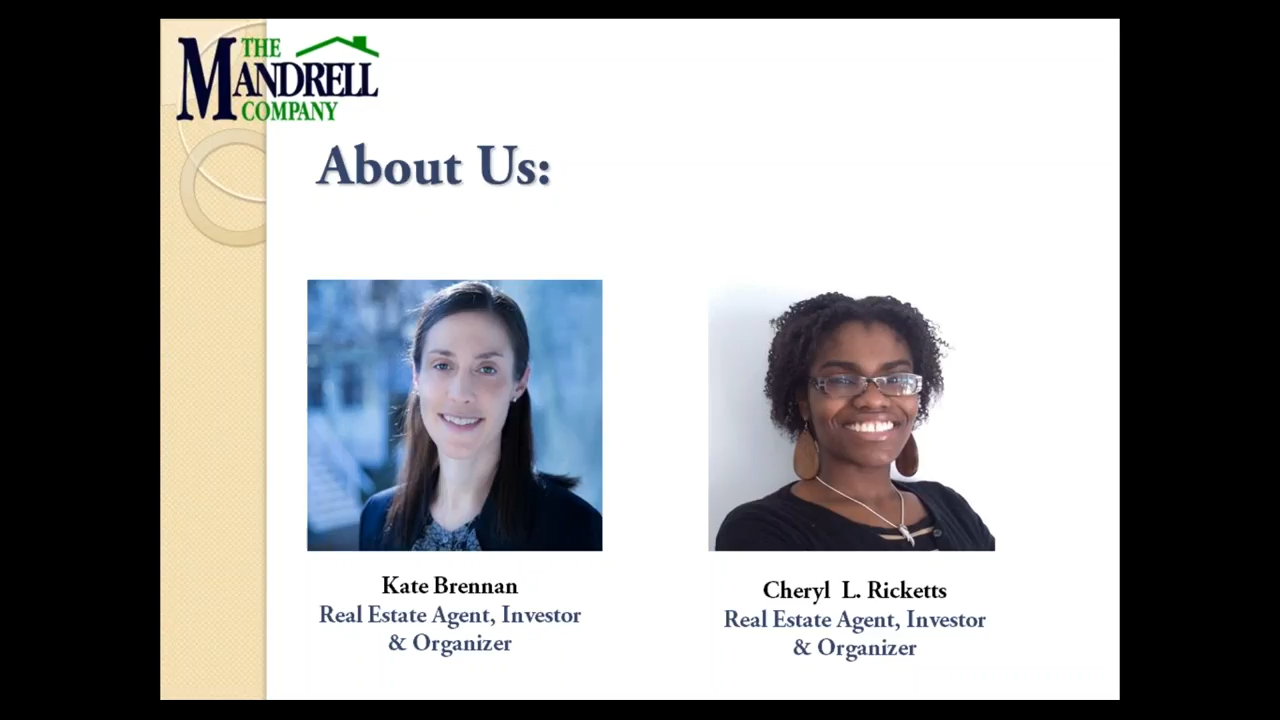 THE
MANDRELL
COMPANY
About Us:
Kate Brennan
Real Estate Agent, Investor
& Organizer
Cheryl L. Ricketts
Real Estate Agent, Investor
& Organizer